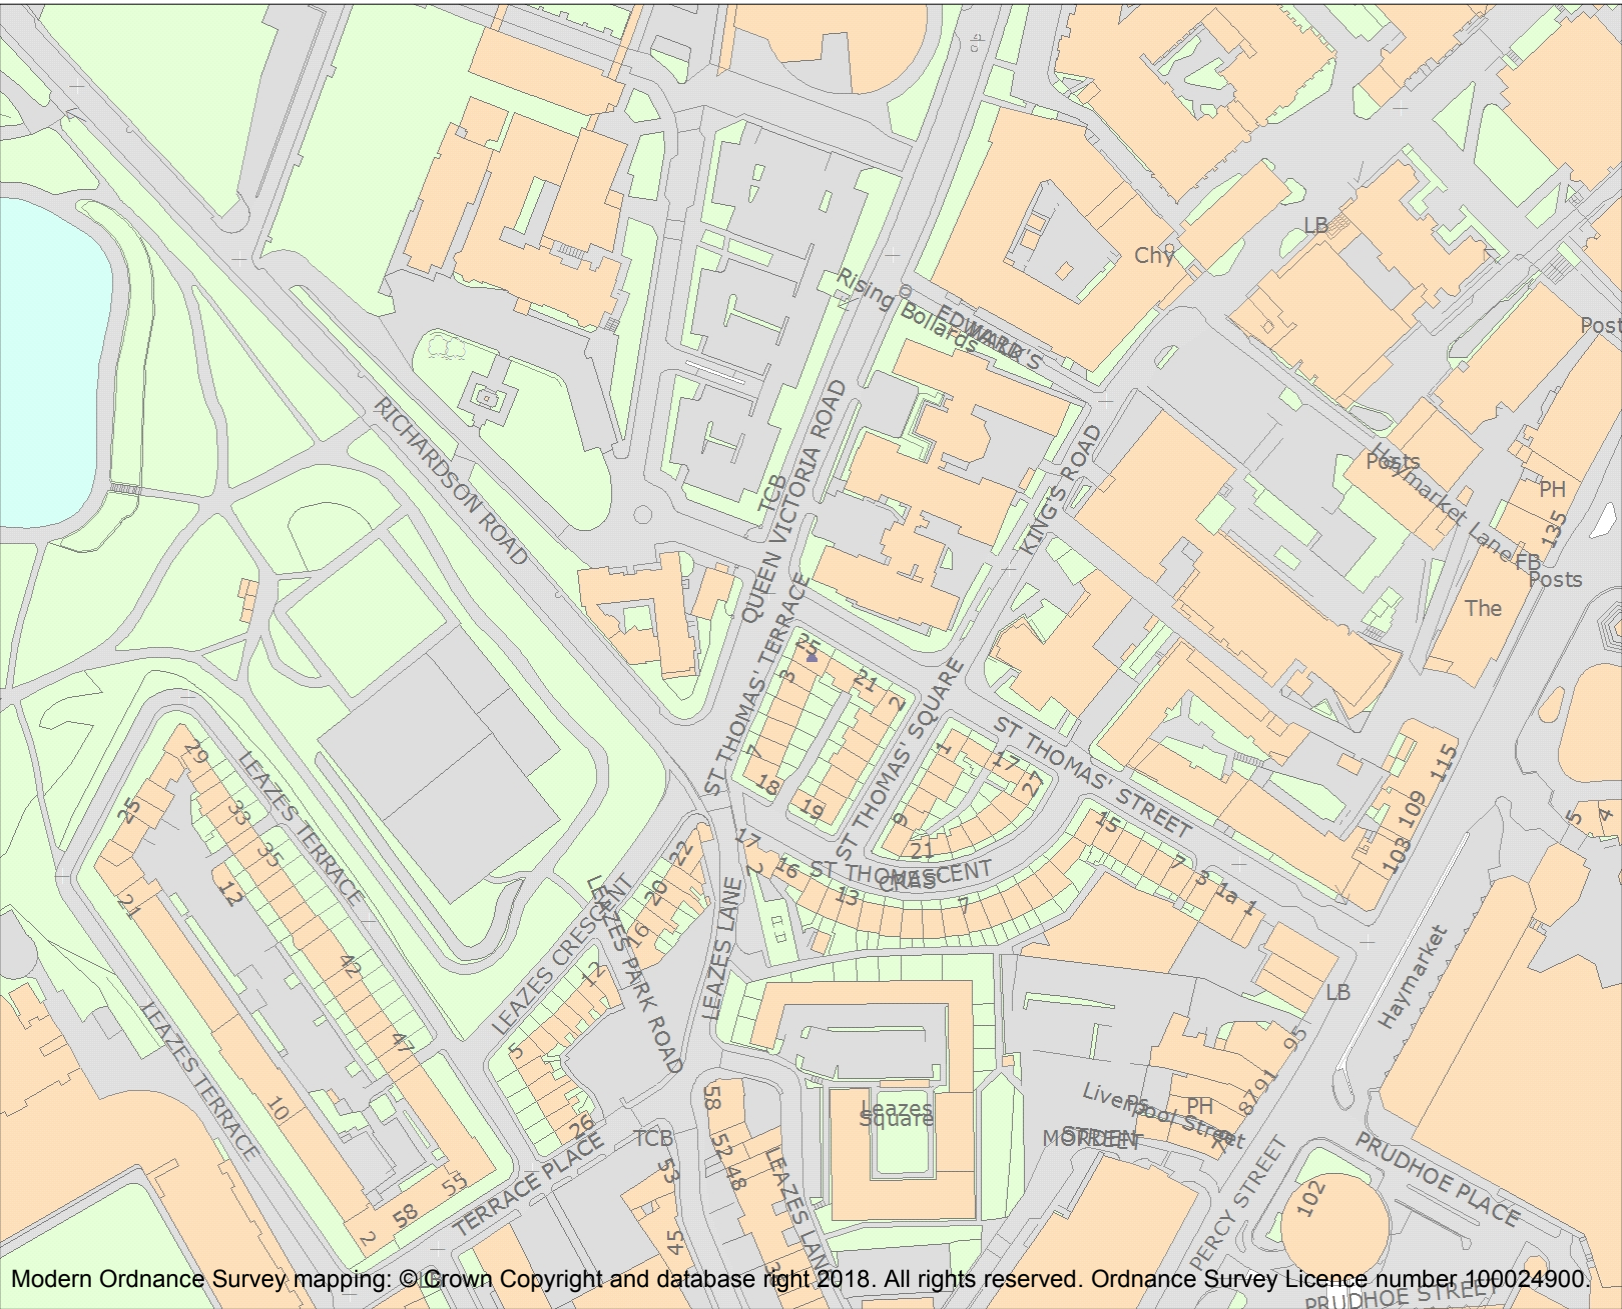 Rising Bollards
EDWARD'S
WALK
Chy
LB
Posts
Post
RICHARDSON ROAD
TCB
QUEEN VICTORIA ROAD
KING'S ROAD
Haymarket Lane
PH
135
FB
Posts
The
ST THOMAS' TERRACE
25
3
21
2
7
18
19
ST THOMAS' SQUARE
1
17
27
9
21
ST THOMAS' STREET
115
109
103
5
4
29
LEAZES TERRACE
25
33
35
12
21
42
47
10
LEAZES TERRACE
55
58
2
22
20
16
12
5
26
LEAZES CRESCENT
LEAZES PARK ROAD
LEAZES LANE
17
2
16
ST THOMAS'
CRESCENT
13
7
15
7
3
1a
1
LB
Haymarket
95
91
87
PH
PS
Liverpool Street
77
MORDEN
STREET
Leazes
Square
TERRACE PLACE
TCB
58
52
48
53
45
LEAZES LANE
PERCY STREET
102
PRUDHOE PLACE
LB
Modern Ordnance Survey mapping: © Crown Copyright and database right 2018. All rights reserved. Ordnance Survey Licence number 100024900.
PRUDHOE STREET